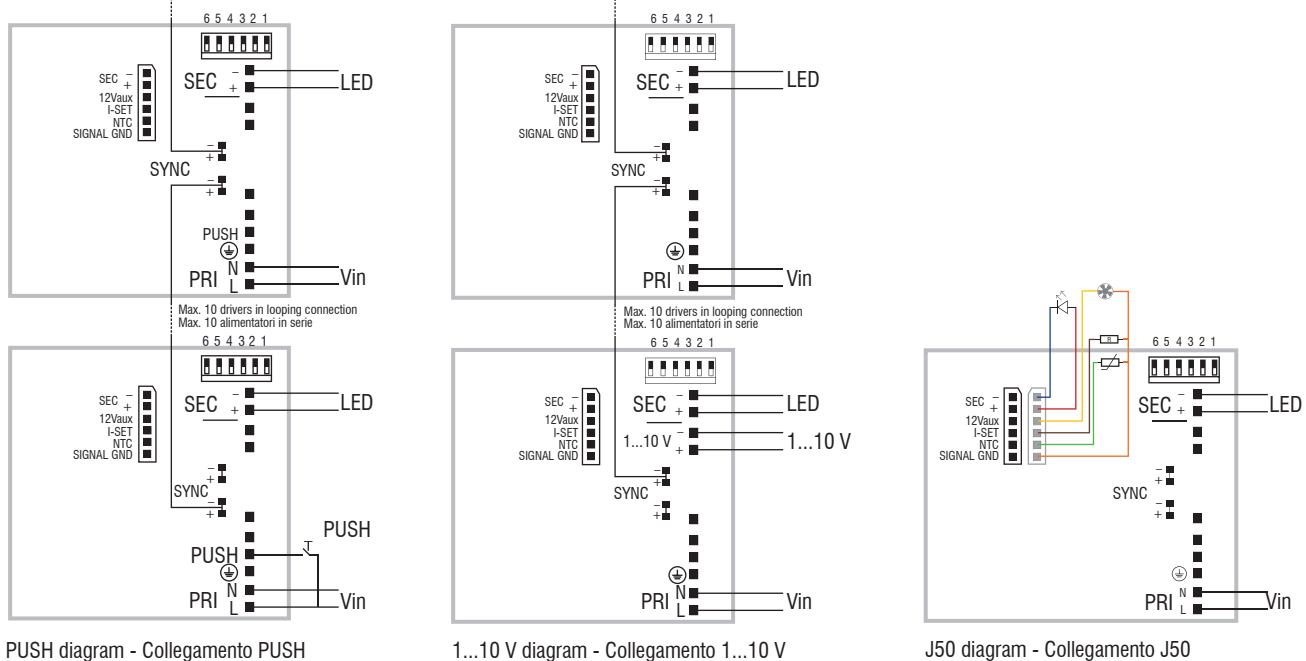 6 5 4 3 2 1
SEC − +
12Vaux
I-SET
NTC
SIGNAL GND
SEC − +
LED
− +
SYNC
− +
PUSH
N
PRI
L
Vin
Max. 10 drivers in looping connection
Max. 10 alimentatori in serie
6 5 4 3 2 1
SEC − +
12Vaux
I-SET
NTC
SIGNAL GND
SEC − +
LED
− +
SYNC
− +
PUSH
PUSH
N
PRI
L
Vin
PUSH diagram - Collegamento PUSH
6 5 4 3 2 1
SEC − +
12Vaux
I-SET
NTC
SIGNAL GND
SEC − +
LED
− +
SYNC
− +
N
PRI
L
Vin
Max. 10 drivers in looping connection
Max. 10 alimentatori in serie
6 5 4 3 2 1
SEC − +
12Vaux
I-SET
NTC
SIGNAL GND
SEC − +
LED
1...10 V − +
1...10 V
− +
SYNC
− +
N
PRI
L
Vin
1...10 V diagram - Collegamento 1...10 V
R
6 5 4 3 2 1
SEC − +
12Vaux
I-SET
NTC
SIGNAL GND
SEC − +
LED
− +
SYNC
− +
N
PRI
L
Vin
J50 diagram - Collegamento J50